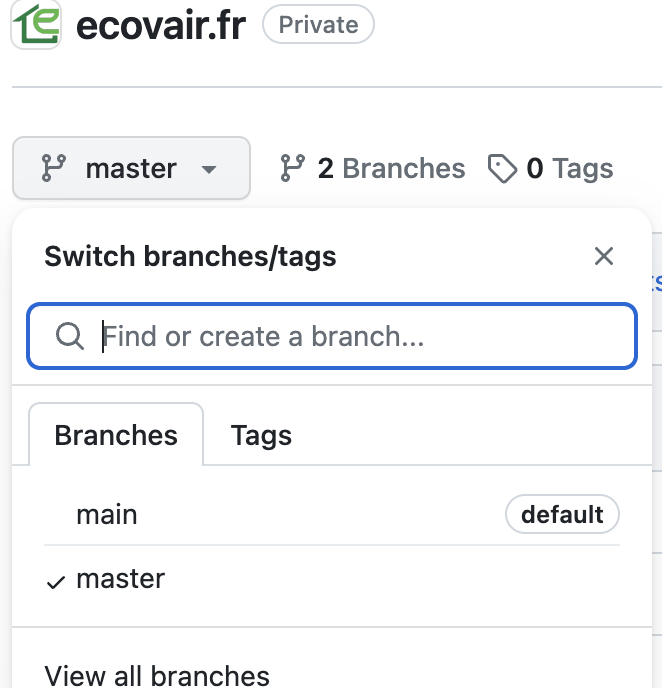 ecovair.fr Private
master 2 Branches 0 Tags
Switch branches/tags
Find or create a branch...
Branches Tags
main default
master
View all branches